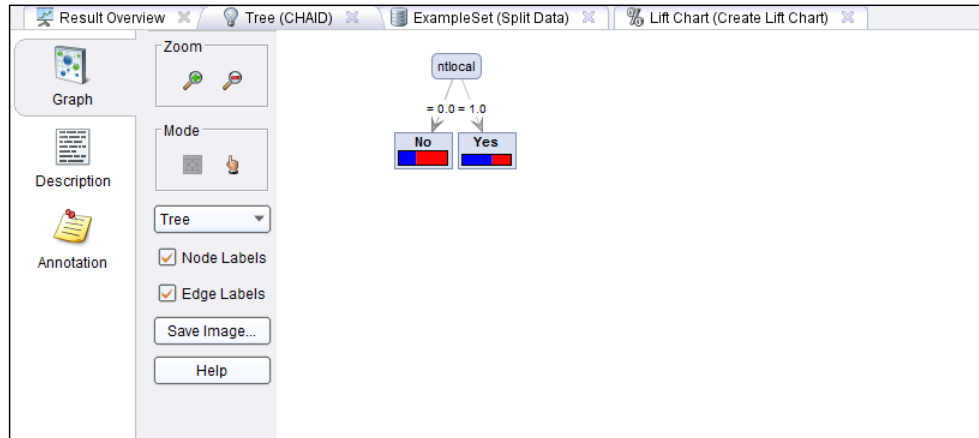 Result Overview
Tree (CHAID)
ExampleSet (Split Data)
Lift Chart (Create Lift Chart)
Graph
Description
Annotation
Zoom
Mode
Tree
Node Labels
Edge Labels
Save Image...
Help
ntlocal
= 0.0 = 1.0
No Yes